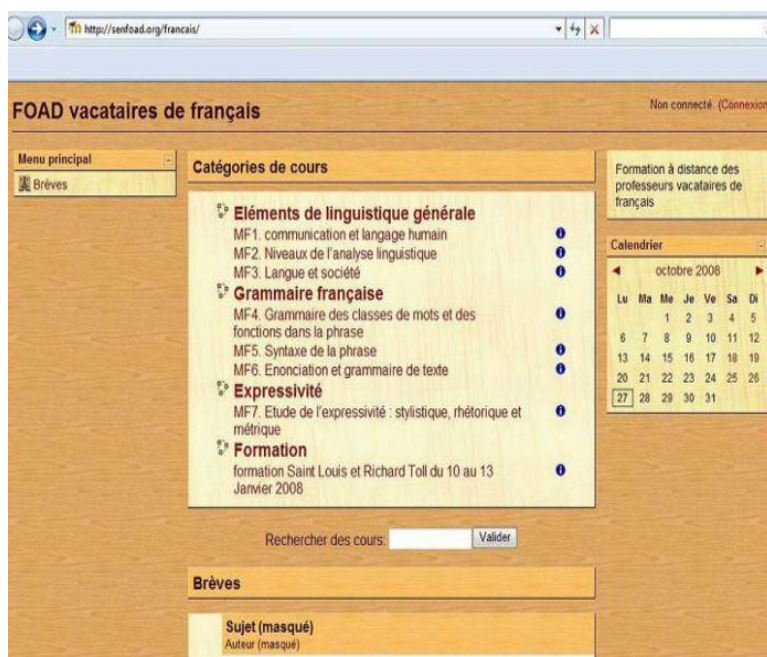 http://senfoad.org/francais/
FOAD vacataires de français
Non connecté. (Connexion
Menu principal
Brèves
Catégories de cours
Eléments de linguistique générale
MF1. communication et langage humain
MF2. Niveaux de l'analyse linguistique
MF3. Langue et société
Grammaire française
MF4. Grammaire des classes de mots et des
fonctions dans la phrase
MF5. Syntaxe de la phrase
MF6. Enonciation et grammaire de texte
Expressivité
MF7. Etude de l'expressivité : stylistique, rhétorique et
métrique
Formation
formation Saint Louis et Richard Toll du 10 au 13
Janvier 2008
Rechercher des cours:
Valider
Brèves
Sujet (masqué)
Auteur (masqué)
Formation à distance des
professeurs vacataires de
français
Calendrier
octobre 2008
Lu Ma Me Je Ve Sa Di
1 2 3 4 5
6 7 8 9 10 11 12
13 14 15 16 17 18 19
20 21 22 23 24 25 26
27 28 29 30 31